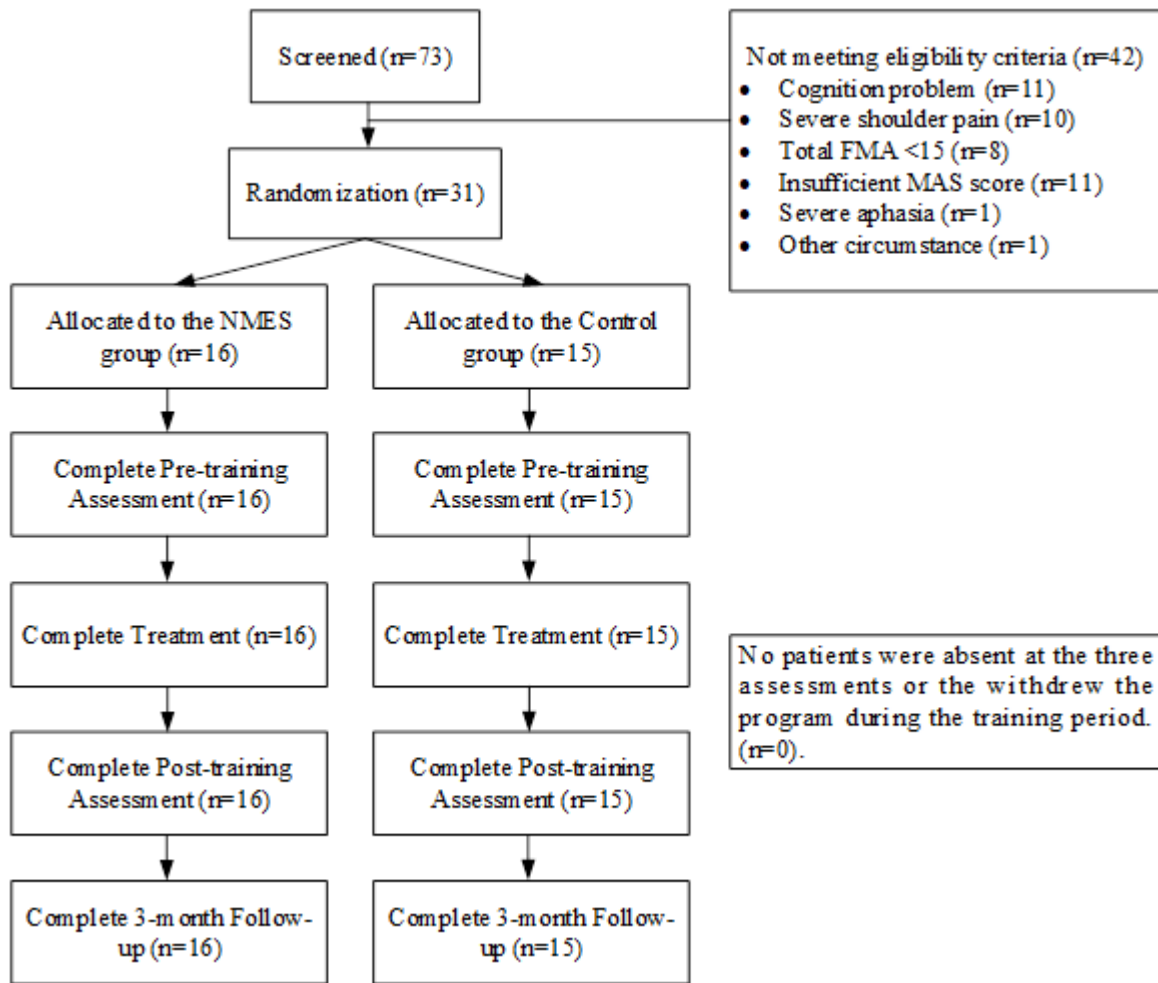 Screened (n=73)
Not meeting eligibility criteria (n=42)
• Cognition problem (n=11)
• Severe shoulder pain (n=10)
• Total FMA <15 (n=8)
• Insufficient MAS score (n=11)
• Severe aphasia (n=1)
• Other circumstance (n=1)
Randomization (n=31)
Allocated to the NMES
group (n=16)
Allocated to the Control
group (n=15)
Complete Pre-training
Assessment (n=16)
Complete Pre-training
Assessment (n=15)
Complete Treatment (n=16)
Complete Treatment (n=15)
No patients were absent at the three
assessments or the withdrew the
program during the training period.
(n=0).
Complete Post-training
Assessment (n=16)
Complete Post-training
Assessment (n=15)
Complete 3-month Follow-
up (n=16)
Complete 3-month Follow-
up (n=15)